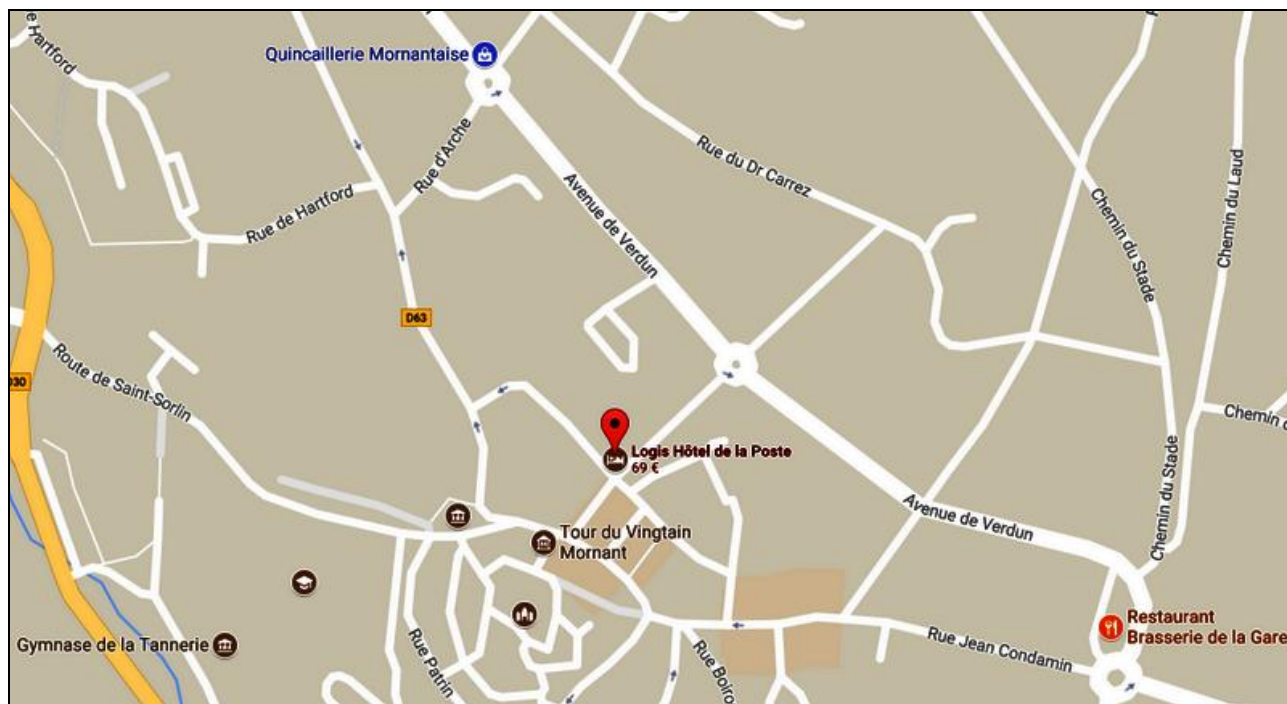 e Hartford
Quincaillerie Mornantaise
Rue d'Arche
Rue de Hartford
Avenue de Verdun
Rue du Dr Carrez
Chemin du Stade
Chemin du Laud
D63
Route de Saint-Sorlin
D30
Logis Hôtel de la Poste
69 €
Chemin d
Tour du Vingtain
Mornant
Avenue de Verdun
Chemin du Stade
Gymnase de la Tannerie
Rue Patrin
Rue Boiro
Rue Jean Condamin
Restaurant
Brasserie de la Gare